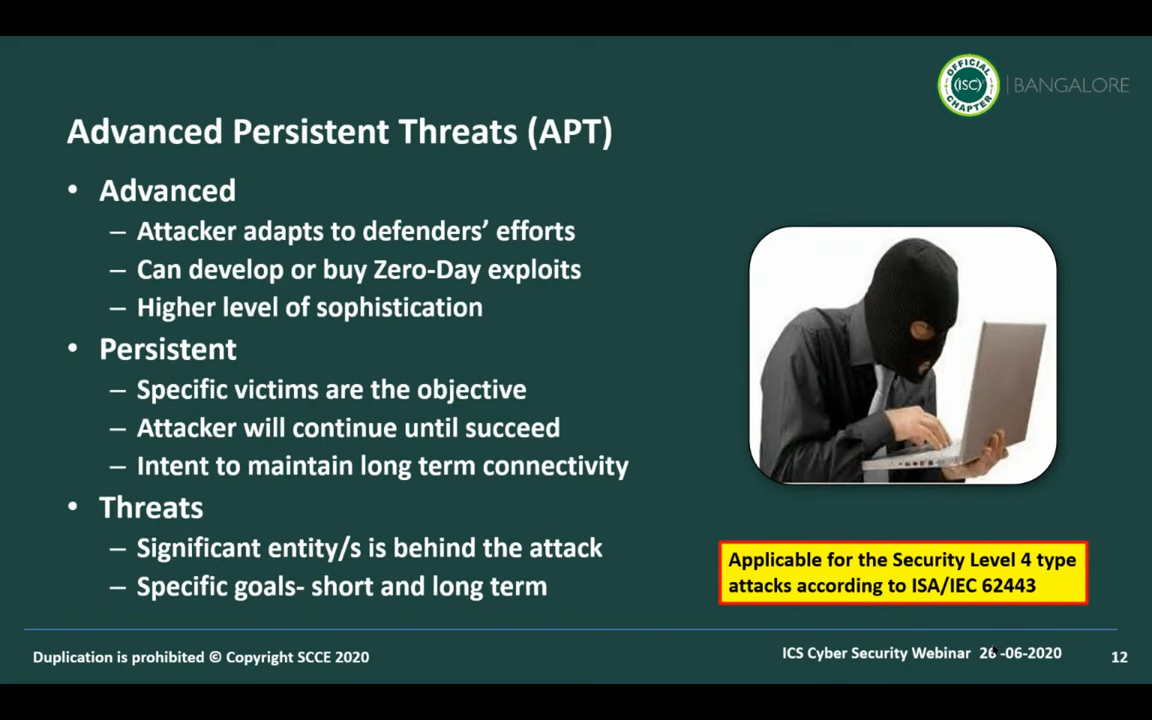 OFFICIAL
(ISC)²
CHAPTER
BANGALORE
Advanced Persistent Threats (APT)
• Advanced
– Attacker adapts to defenders’ efforts
– Can develop or buy Zero-Day exploits
– Higher level of sophistication
• Persistent
– Specific victims are the objective
– Attacker will continue until succeed
– Intent to maintain long term connectivity
• Threats
– Significant entity/s is behind the attack
– Specific goals- short and long term
Applicable for the Security Level 4 type
attacks according to ISA/IEC 62443
Duplication is prohibited © Copyright SCCE 2020
ICS Cyber Security Webinar 26-06-2020
12